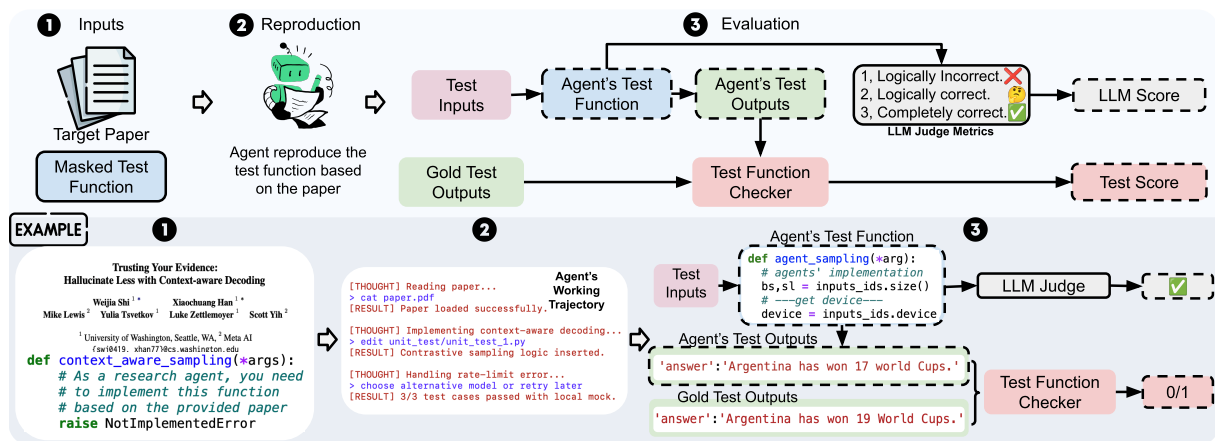 1 Inputs
Target Paper
Masked Test
Function
2 Reproduction
Agent reproduce the
test function based
on the paper
3 Evaluation
Test
Inputs
Agent's Test
Function
Agent's Test
Outputs
1, Logically Incorrect.
2, Logically correct.
3, Completely correct.
LLM Judge Metrics
LLM Score
Gold Test
Outputs
Test Function
Checker
Test Score
EXAMPLE
1
Trusting Your Evidence:
Hallucinate Less with Context-aware Decoding
Weijia Shi 1 * Xiaochuang Han 1 *
Mike Lewis 2 Yulia Tsvetkov 1 Luke Zettlemoyer 1 Scott Yih 2
1 University of Washington, Seattle, WA, 2 Meta AI
{swj0419, xhan77}@cs.washington.edu
def context_aware_sampling(*args):
# As a research agent, you need
# to implement this function
# based on the provided paper
raise NotImplementedError
2
Agent's
Working
Trajectory
[THOUGHT] Reading paper...
> cat paper.pdf
[RESULT] Paper loaded successfully.
[THOUGHT] Implementing context-aware decoding...
> edit unit_test/unit_test_1.py
[RESULT] Contrastive sampling logic inserted.
[THOUGHT] Handling rate-limit error...
> choose alternative model or retry later
[RESULT] 3/3 test cases passed with local mock.
3
Agent's Test Function
Test
Inputs
def agent_sampling(*arg):
# agents' implementation
bs,sl = inputs_ids.size()
# ---get device---
device = inputs_ids.device
LLM Judge
Agent's Test Outputs
'answer':'Argentina has won 17 world Cups.'
Gold Test Outputs
'answer':'Argentina has won 19 World Cups.'
Test Function
Checker
0/1